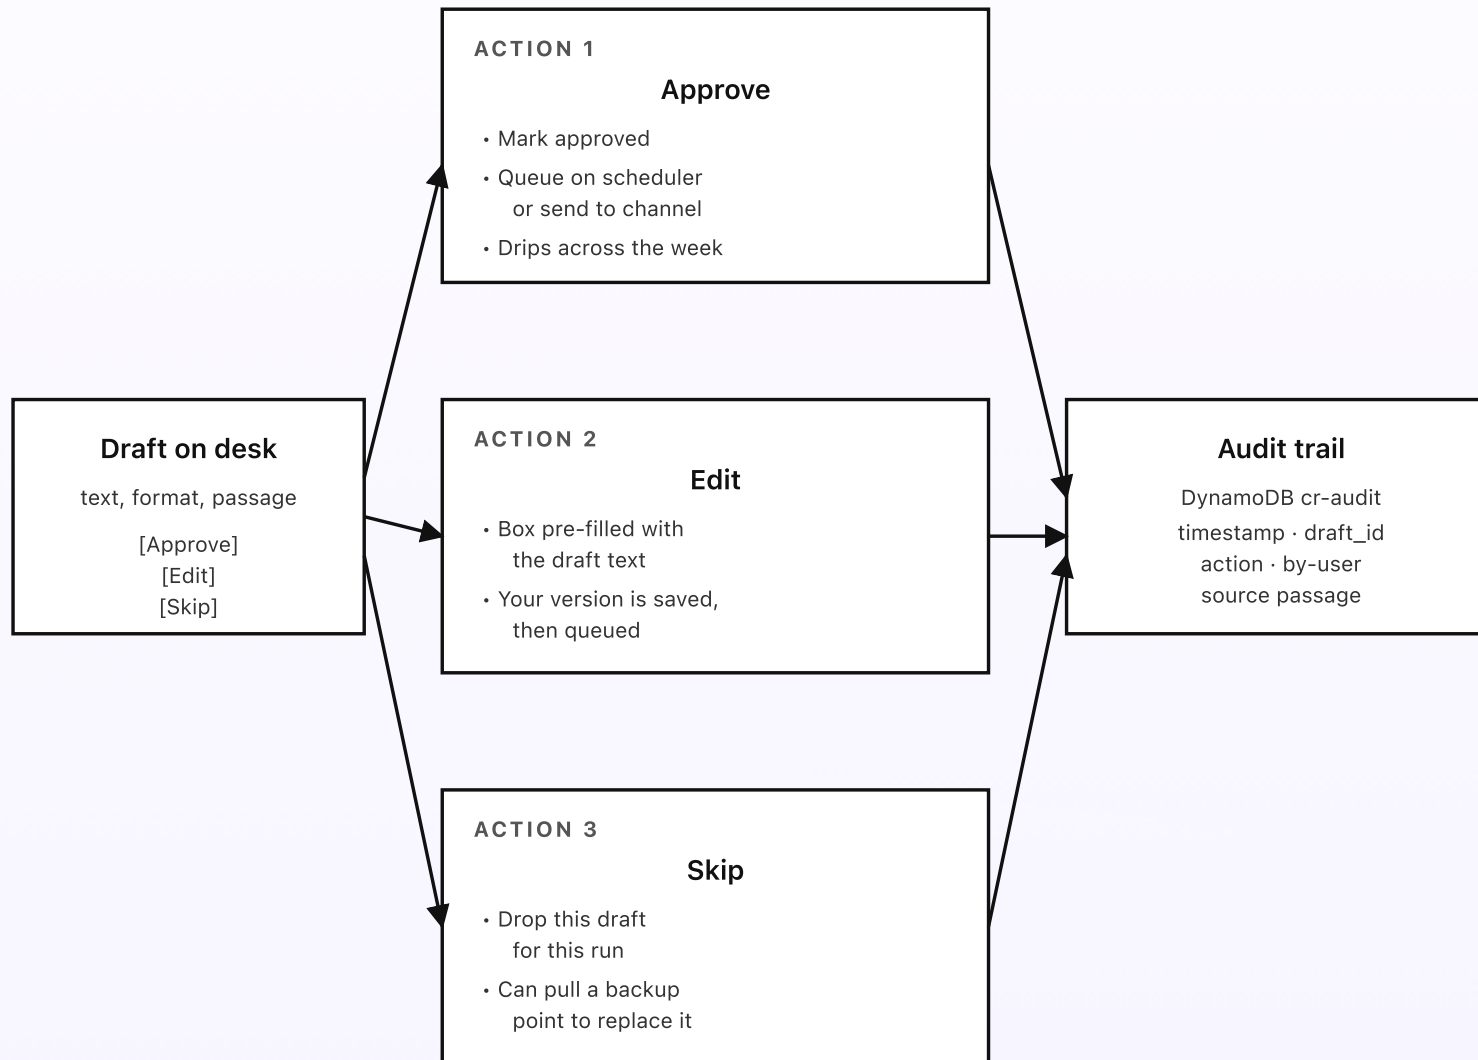 ACTION 1
Approve
• Mark approved
• Queue on scheduler
or send to channel
• Drips across the week
Draft on desk
text, format, passage
[Approve]
[Edit]
[Skip]
ACTION 2
Edit
• Box pre-filled with
the draft text
• Your version is saved,
then queued
Audit trail
DynamoDB cr-audit
timestamp · draft_id
action · by-user
source passage
ACTION 3
Skip
• Drop this draft
for this run
• Can pull a backup
point to replace it